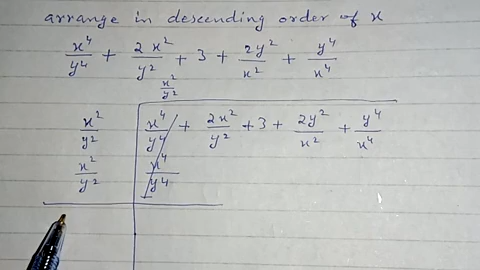 arrange in descending order of x
x⁴/y⁴ + 2x²/y² + 3 + 2y²/x² + y⁴/x⁴
x²/y²
x²/y² x⁴/y⁴ + 2x²/y² + 3 + 2y²/x² + y⁴/x⁴
x²/y² x⁴/y⁴